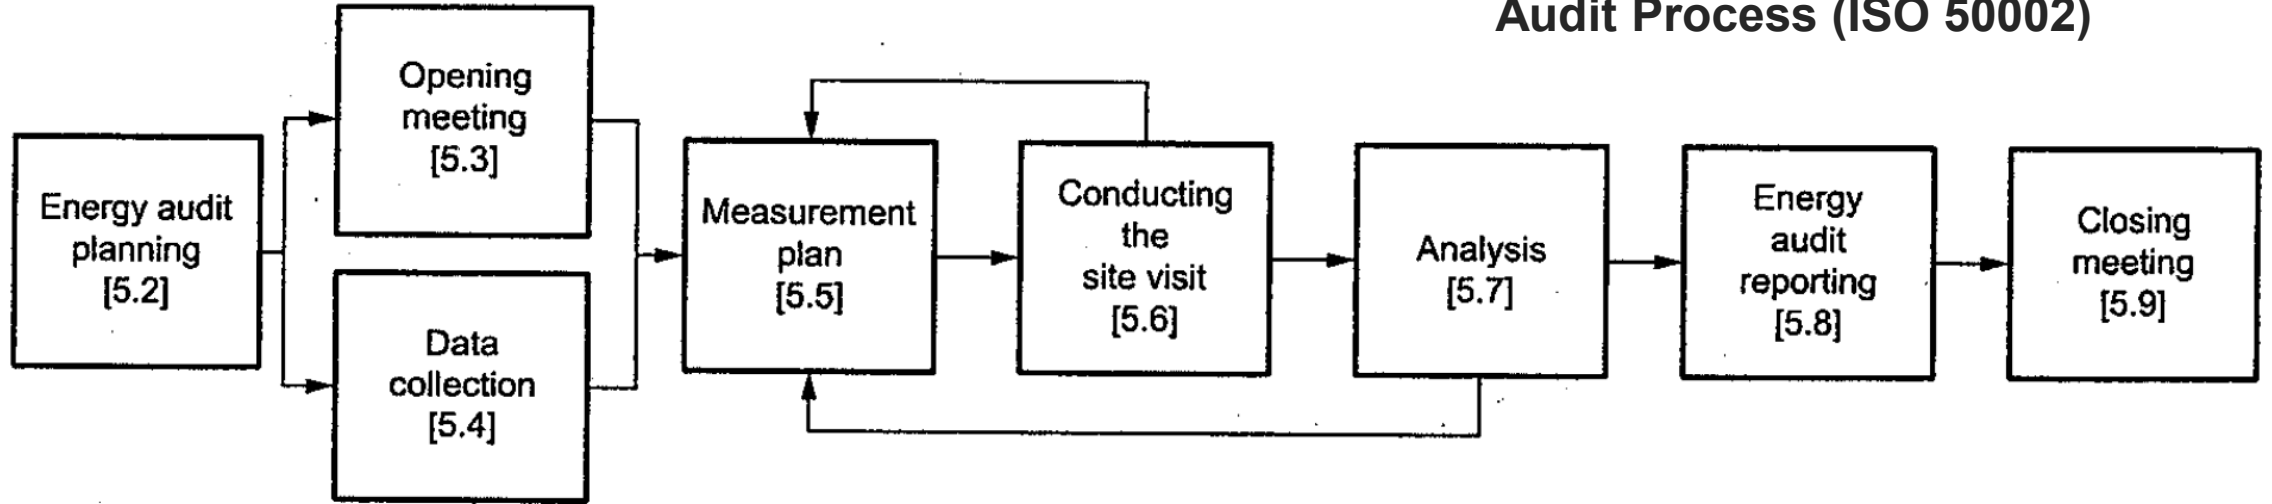 Audit Process (ISO 50002)
Energy audit
planning
[5.2]
Opening
meeting
[5.3]
Data
collection
[5.4]
Measurement
plan
[5.5]
Conducting
the
site visit
[5.6]
Analysis
[5.7]
Energy
audit
reporting
[5.8]
Closing
meeting
[5.9]